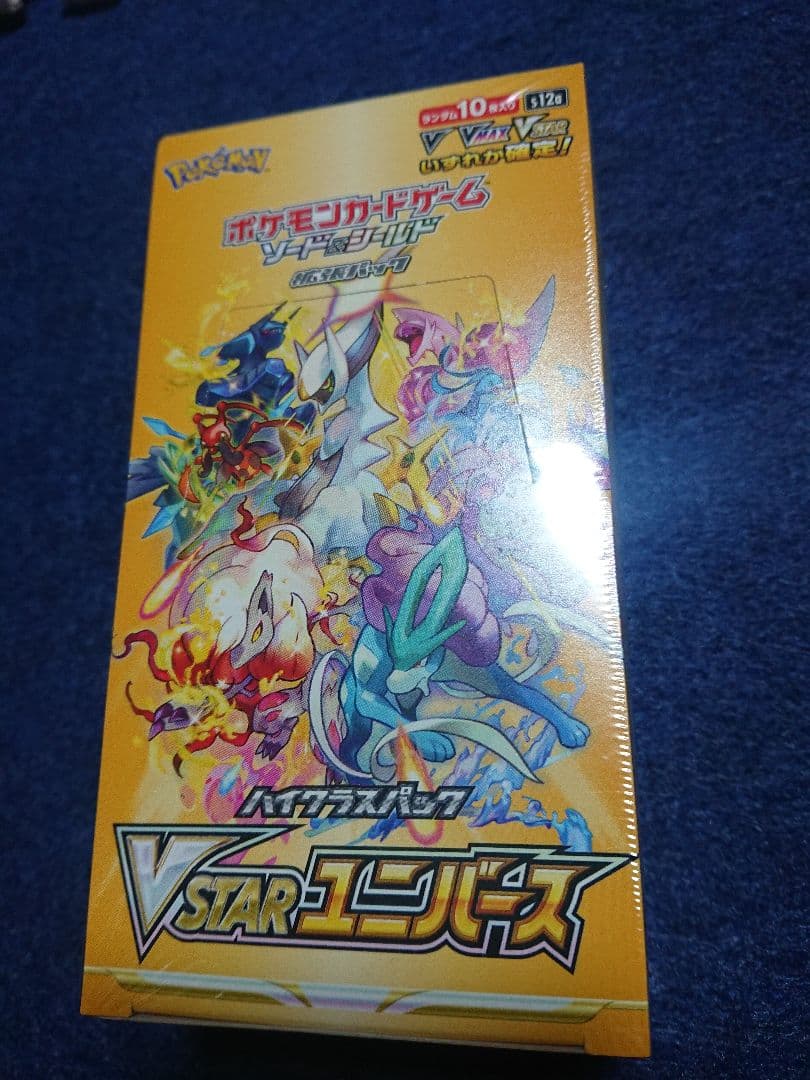 ランダム10枚入り s12a
V VMAX VSTAR
いずれか確定!
Pokémon
ポケモンカードゲーム
ソード&シールド
拡張パック
ハイクラスパック
VSTARユニバース